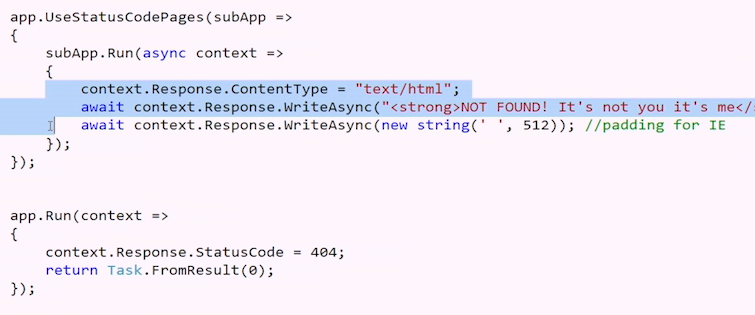 app.UseStatusCodePages(subApp =>
{
    subApp.Run(async context =>
    {
        context.Response.ContentType = "text/html";
        await context.Response.WriteAsync("<strong>NOT FOUND! It's not you it's me</
        await context.Response.WriteAsync(new string(' ', 512)); //padding for IE
    });
});
app.Run(context =>
{
    context.Response.StatusCode = 404;
    return Task.FromResult(0);
});